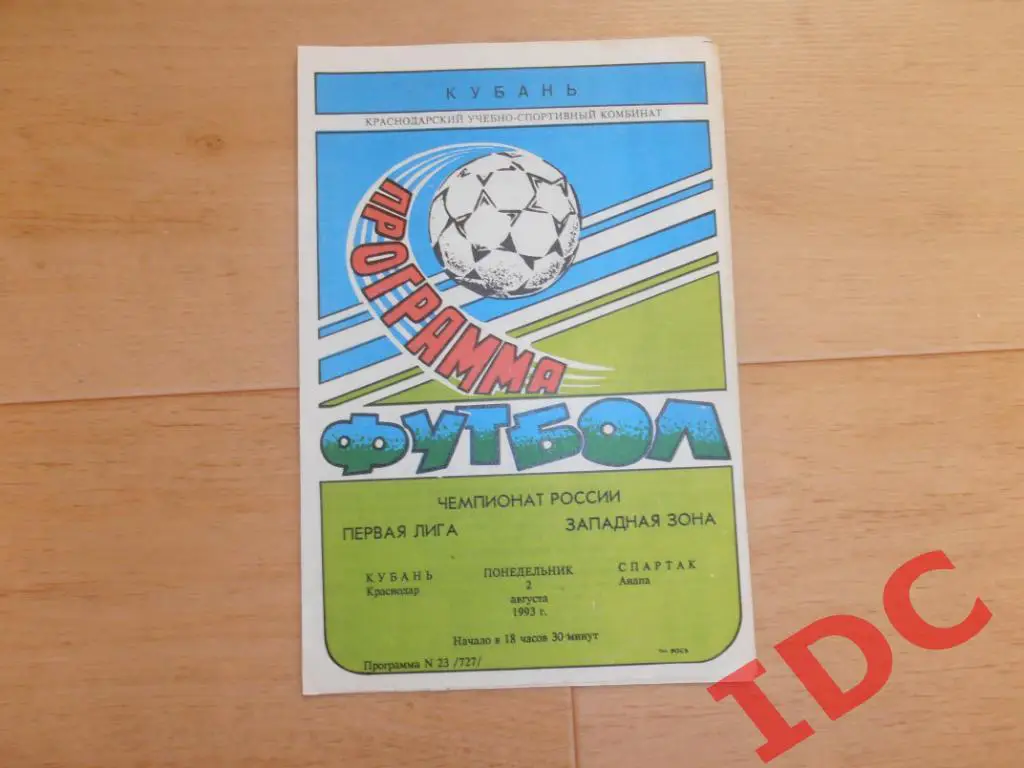 КУБАНЬ
КРАСНОДАРСКИЙ УЧЕБНО-СПОРТИВНЫЙ КОМБИНАТ
ПРОГРАММА
ФУТБОЛ
ЧЕМПИОНАТ РОССИИ
ПЕРВАЯ ЛИГА ЗАПАДНАЯ ЗОНА
КУБАНЬ ПОНЕДЕЛЬНИК СПАРТАК
Краснодар 2 Анапа
августа
1993 г.
Начало в 18 часов 30 минут
Программа N 23 /727/
IDC